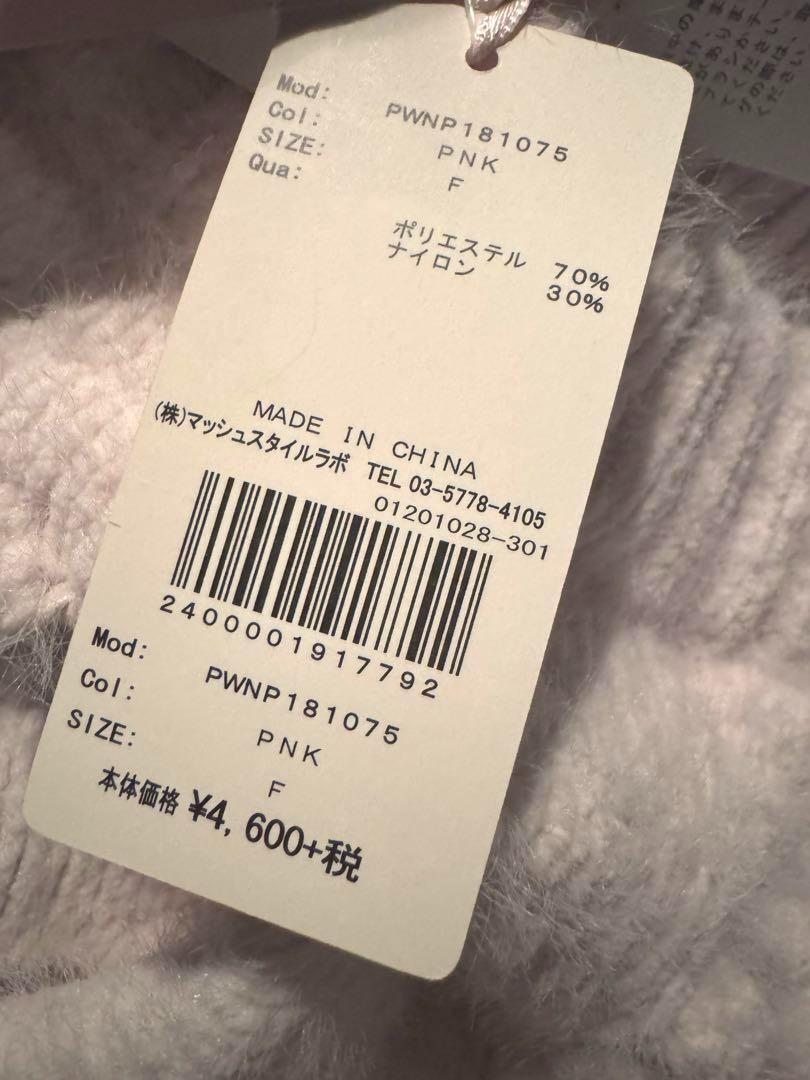 Mod: PWNP181075
Col: PNK
SIZE: F
Qua:
ポリエステル 70%
ナイロン 30%
MADE IN CHINA
(株)マッシュスタイルラボ TEL 03-5778-4105
01201028-301
2400001917792
Mod: PWNP181075
Col: PNK
SIZE: F
本体価格 ¥4,600+税